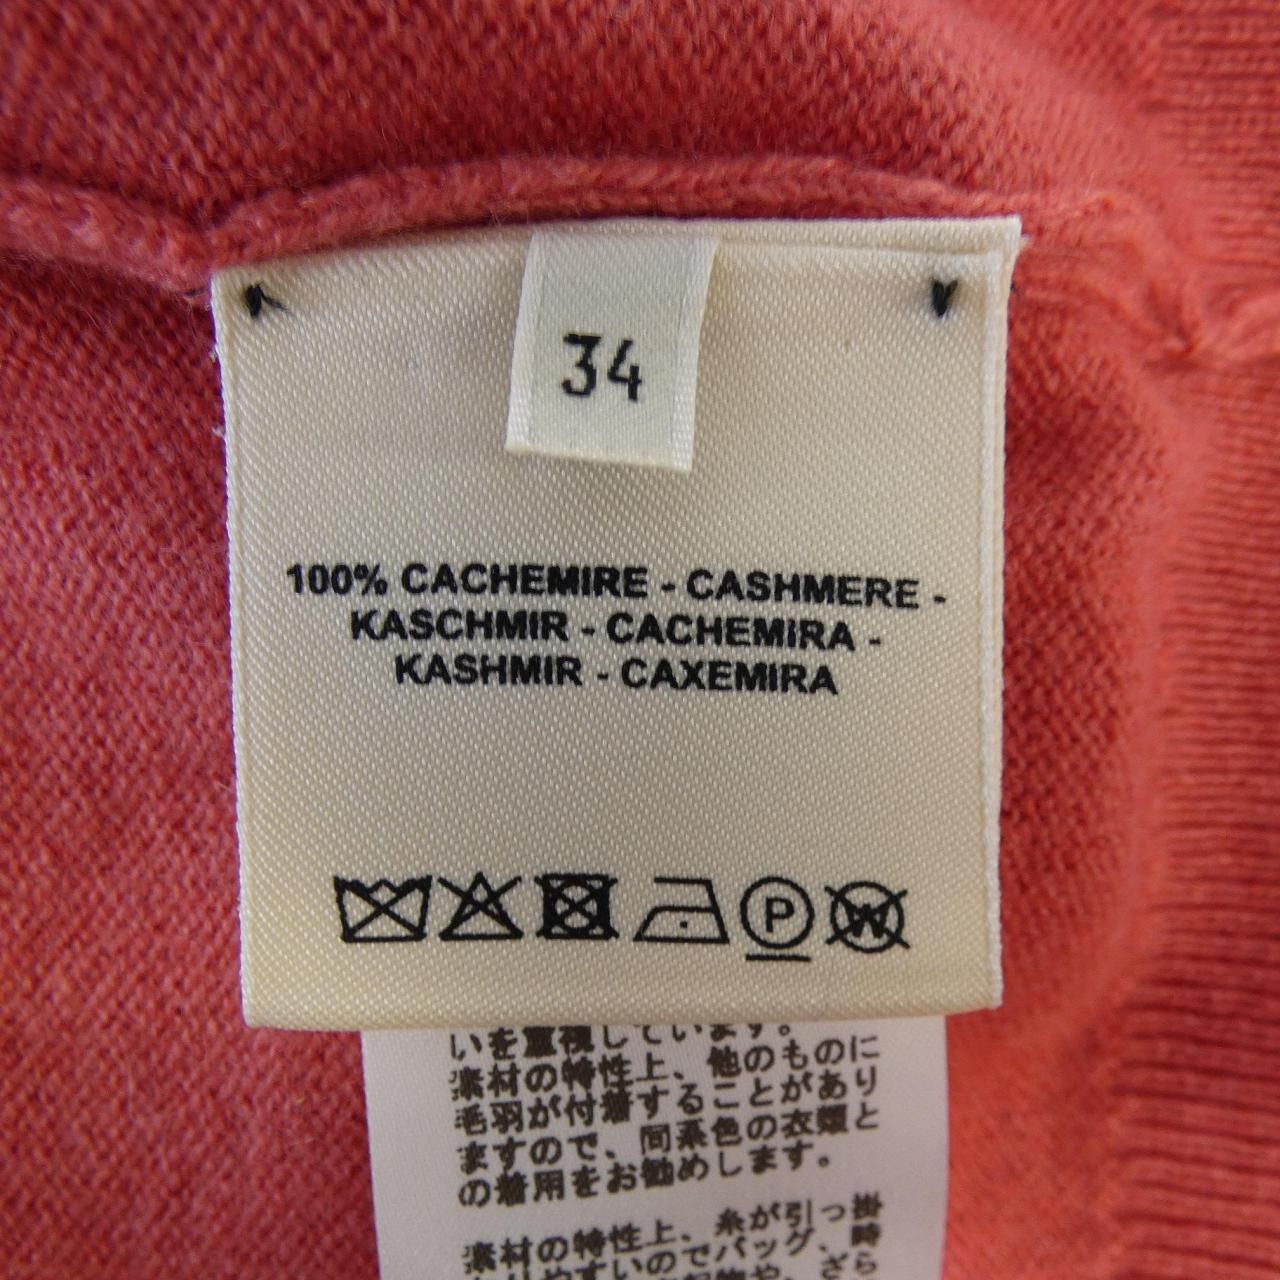 34
100% CACHEMIRE - CASHMERE -
KASCHMIR - CACHEMIRA -
KASHMIR - CAXEMIRA
P
W
いを重視しています。
素材の特性上、他のものに
毛羽が付着することがあり
ますので、同系色の衣類と
の着用をお勧めします。
素材の特性上、糸が引っ掛
りやすいのでバッグ、時
や、ざら